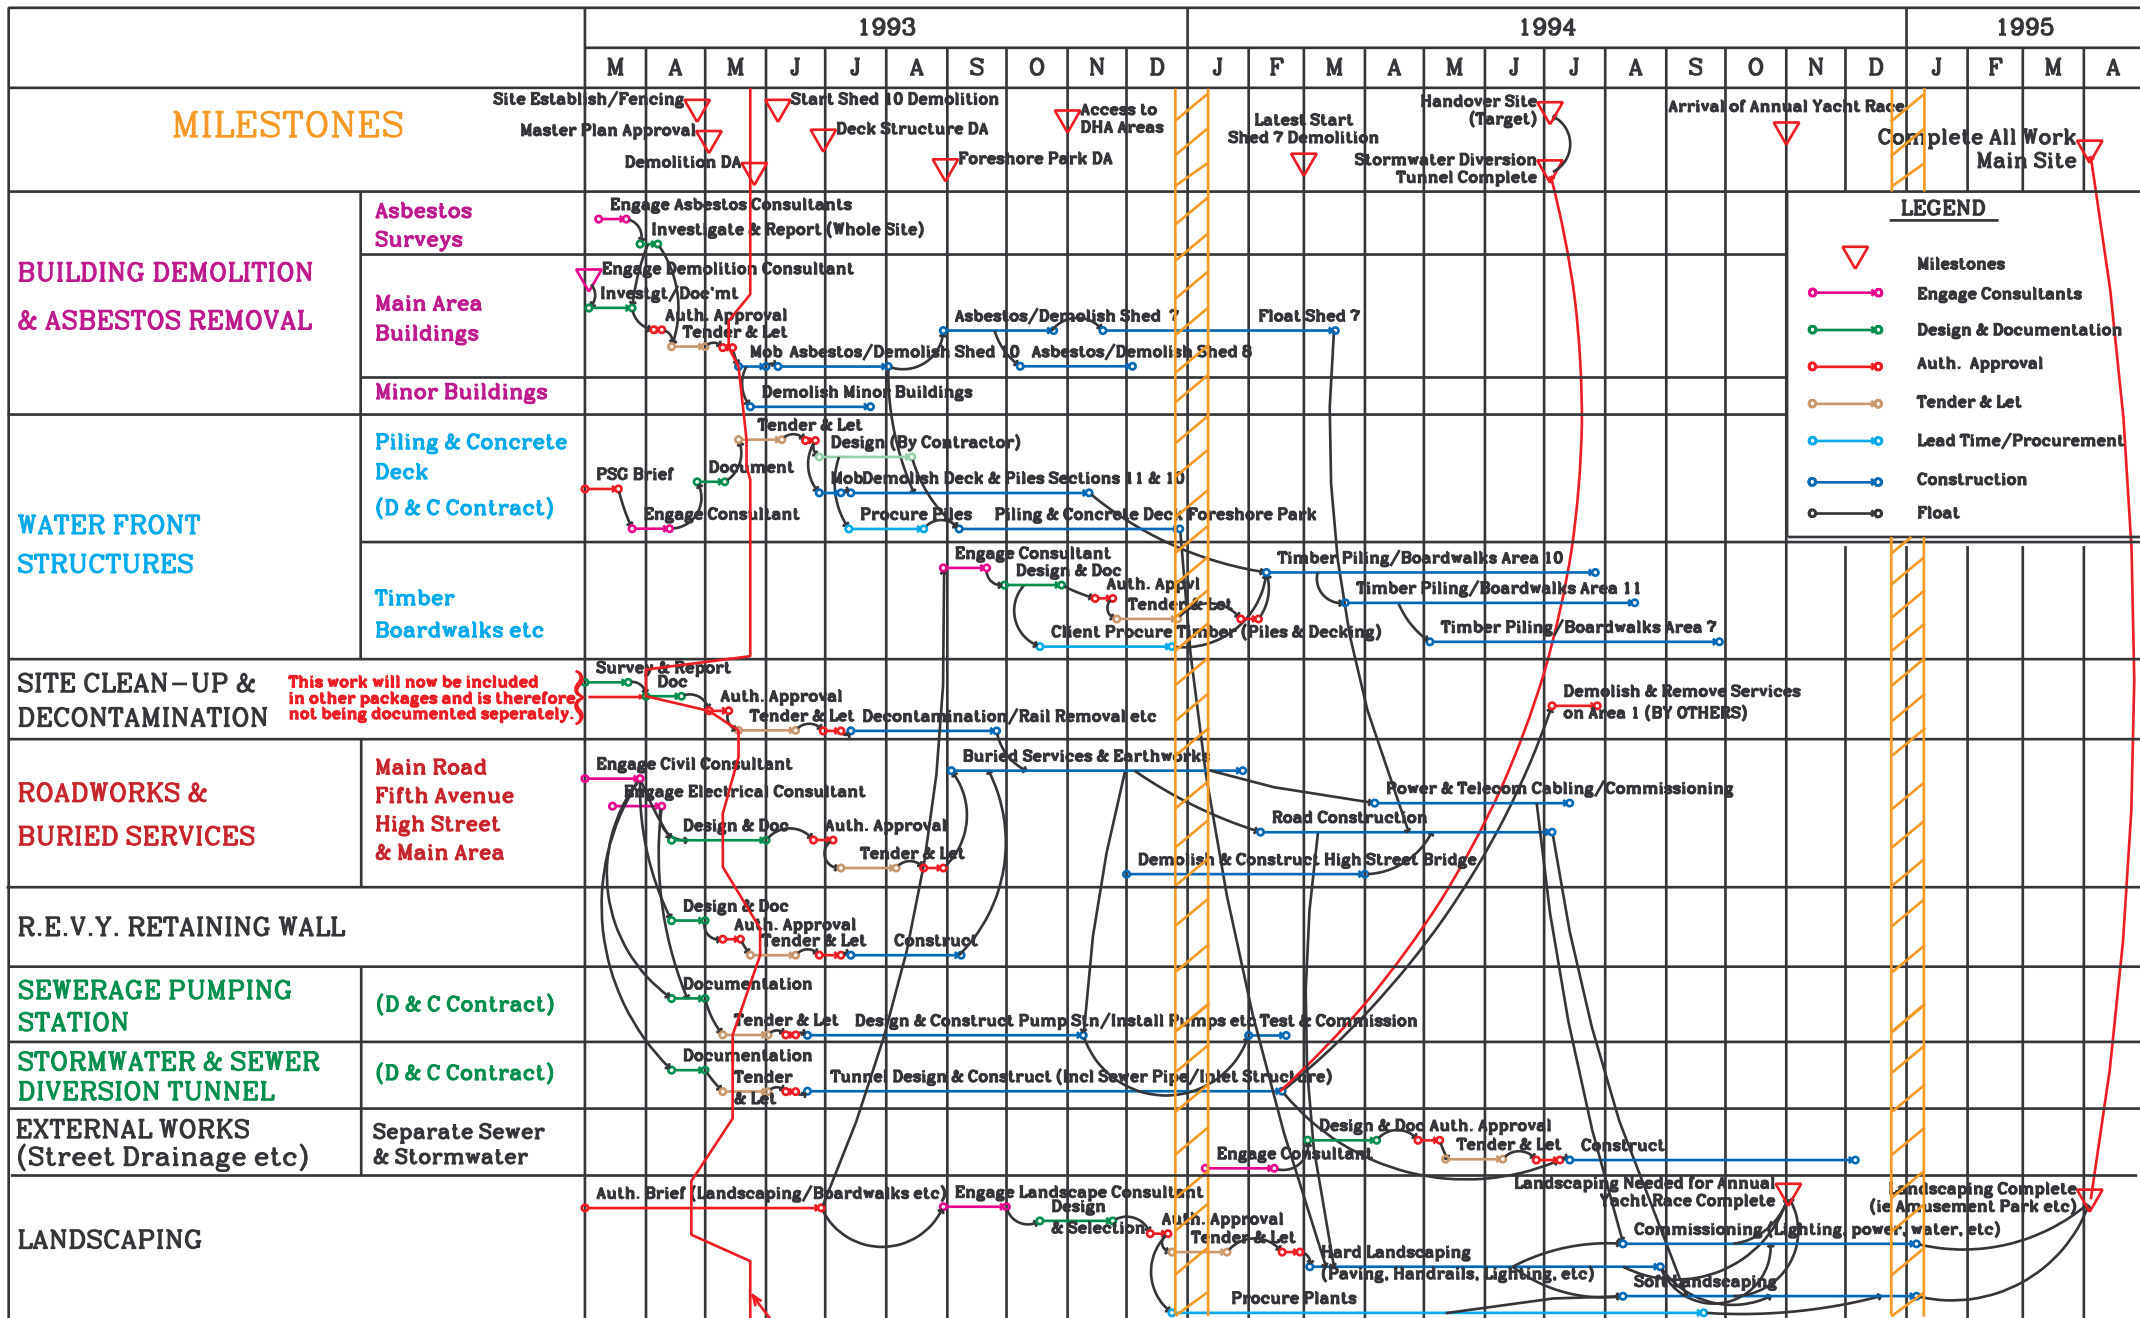 1993
1994
1995
M A M J J A S O N D J F M A M J J A S O N D J F M A
MILESTONES
Site Establish/Fencing
Master Plan Approval
Demolition DA
Start Shed 10 Demolition
Deck Structure DA
Foreshore Park DA
Access to
DHA Areas
Latest Start
Shed 7 Demolition
Handover Site
(Target)
Stormwater Diversion
Tunnel Complete
Arrival of Annual Yacht Race
Complete All Work
Main Site
LEGEND
Milestones
Engage Consultants
Design & Documentation
Auth. Approval
Tender & Let
Lead Time/Procurement
Construction
Float
BUILDING DEMOLITION
& ASBESTOS REMOVAL
Asbestos
Surveys
Engage Asbestos Consultants
Investigate & Report (Whole Site)
Main Area
Buildings
Engage Demolition Consultant
Investgt/Doc'mt
Auth. Approval
Tender & Let
Mob
Asbestos/Demolish Shed 10
Asbestos/Demolish Shed 7
Asbestos/Demolish Shed 8
Float Shed 7
Minor Buildings
Demolish Minor Buildings
WATER FRONT
STRUCTURES
Piling & Concrete
Deck
(D & C Contract)
PSG Brief
Engage Consultant
Document
Tender & Let
Design (By Contractor)
Mob
Demolish Deck & Piles Sections 11 & 10
Procure Piles
Piling & Concrete Deck Foreshore Park
Timber
Boardwalks etc
Engage Consultant
Design & Doc
Auth. Appvl
Tender & Let
Client Procure Timber (Piles & Decking)
Timber Piling/Boardwalks Area 10
Timber Piling/Boardwalks Area 11
Timber Piling/Boardwalks Area 7
SITE CLEAN-UP &
DECONTAMINATION
This work will now be included
in other packages and is therefore
not being documented seperately.
Survey & Report
Doc
Auth. Approval
Tender & Let
Decontamination/Rail Removal etc
Demolish & Remove Services
on Area 1 (BY OTHERS)
ROADWORKS &
BURIED SERVICES
Main Road
Fifth Avenue
High Street
& Main Area
Engage Civil Consultant
Engage Electrical Consultant
Design & Doc
Auth. Approval
Tender & Let
Buried Services & Earthworks
Power & Telecom Cabling/Commissioning
Road Construction
Demolish & Construct High Street Bridge
R.E.V.Y. RETAINING WALL
Design & Doc
Auth. Approval
Tender & Let
Construct
SEWERAGE PUMPING
STATION
(D & C Contract)
Documentation
Tender & Let
Design & Construct Pump Stn/Install Pumps etc
Test & Commission
STORMWATER & SEWER
DIVERSION TUNNEL
(D & C Contract)
Documentation
Tender
& Let
Tunnel Design & Construct (Incl Sewer Pipe/Inlet Structure)
EXTERNAL WORKS
(Street Drainage etc)
Separate Sewer
& Stormwater
Engage Consultant
Design & Doc
Auth. Approval
Tender & Let
Construct
LANDSCAPING
Auth. Brief (Landscaping/Boardwalks etc)
Engage Landscape Consultant
Design
& Selection
Auth. Approval
Tender & Let
Hard Landscaping
(Paving, Handrails, Lighting, etc)
Procure Plants
Landscaping Needed for Annual
Yacht Race Complete
Landscaping Complete
(ie Amusement Park etc)
Commissioning (Lighting, power, water, etc)
Soft Landscaping